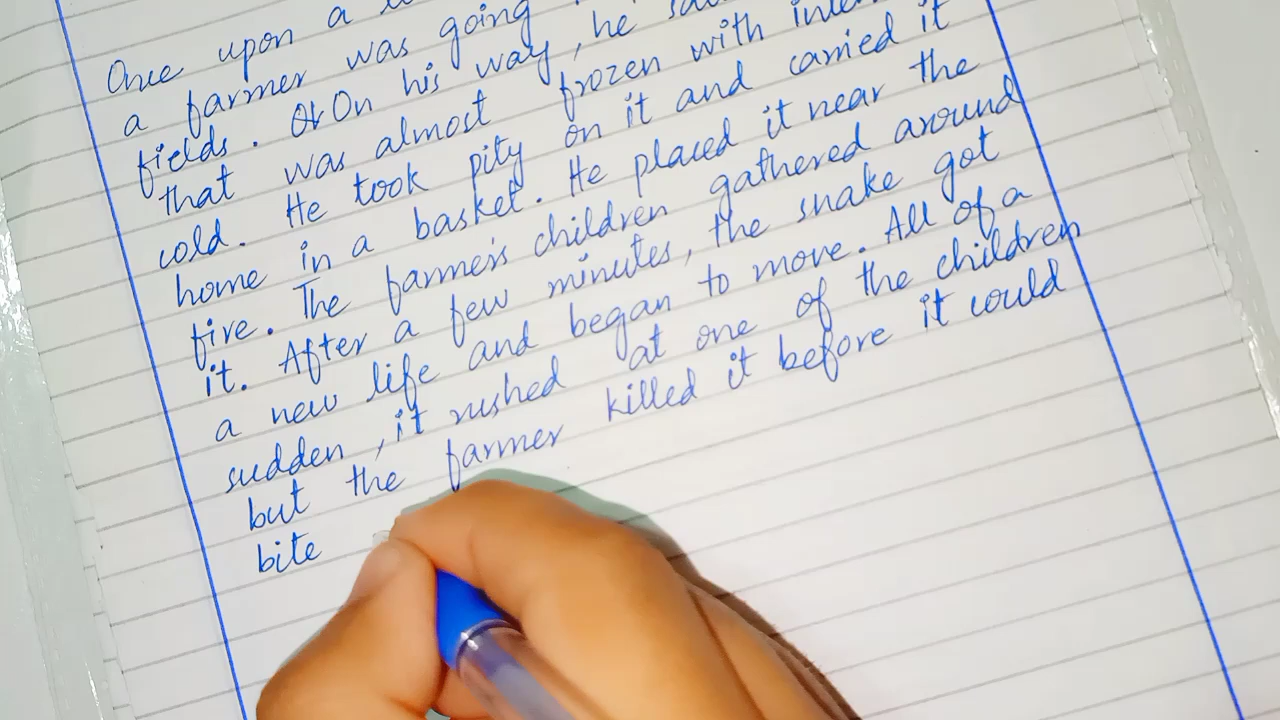 Once upon a
a farmer was going
fields. On his way, he
that was almost frozen with
cold. He took pity on it and carried it
home in a basket. He placed it near the
fire. The farmer's children gathered around
it. After a few minutes, the snake got
a new life and began to move. All of a
sudden, it rushed at one of the children
but the farmer killed it before it could
bite